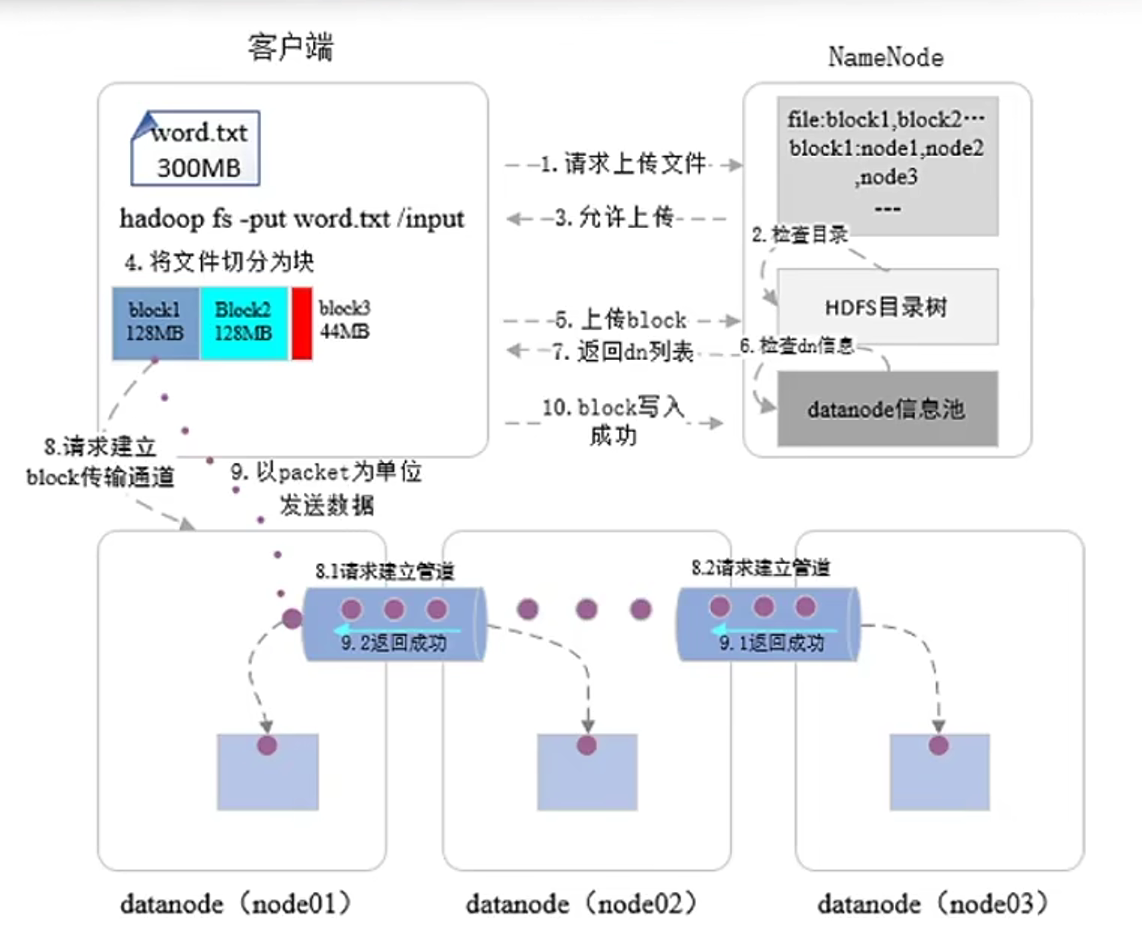 客户端
NameNode
word.txt
300MB
file:block1,block2…
block1:node1,node2
,node3
---
1.请求上传文件
hadoop fs -put word.txt /input
3.允许上传
2.检查目录
4.将文件切分为块
HDFS目录树
block1
128MB
Block2
128MB
block3
44MB
5.上传block
7.返回dn列表
6.检查dn信息
datanode信息池
10.block写入
成功
8.请求建立
block传输通道
9.以packet为单位
发送数据
8.1请求建立管道
8.2请求建立管道
9.2返回成功
9.1返回成功
datanode（node01）
datanode（node02）
datanode（node03）